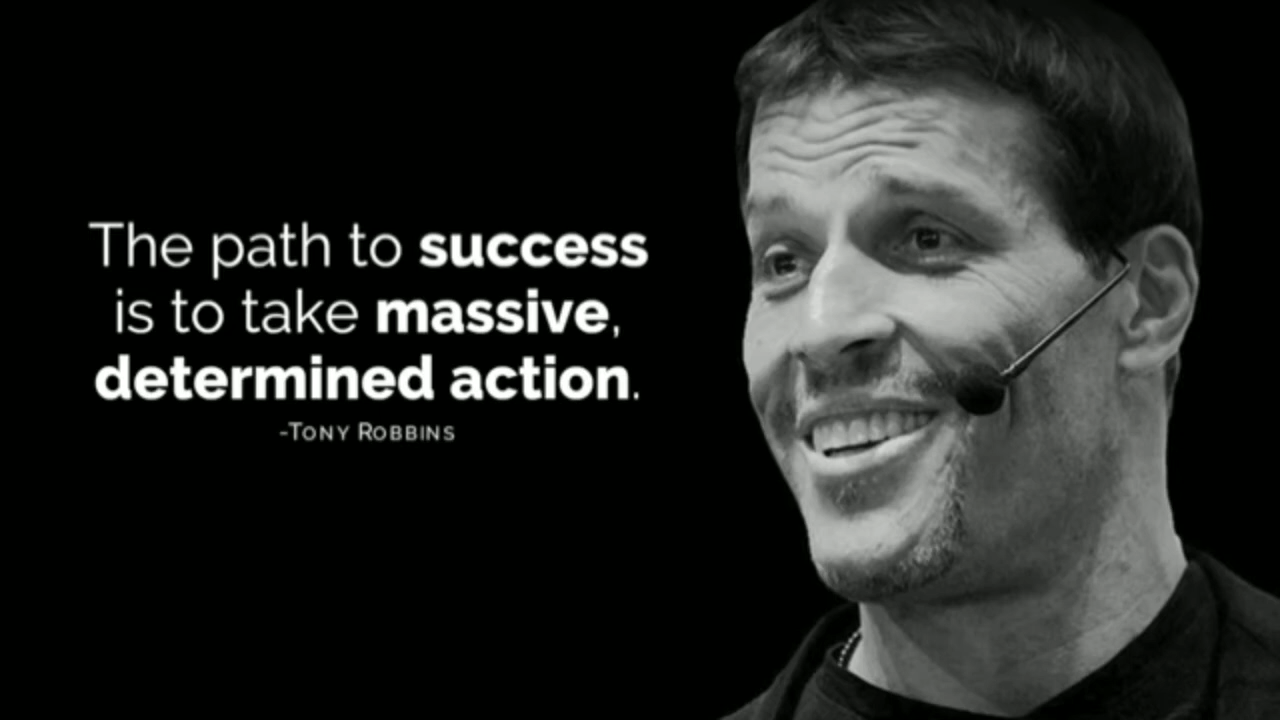 The path to success
is to take massive,
determined action.
-Tony Robbins